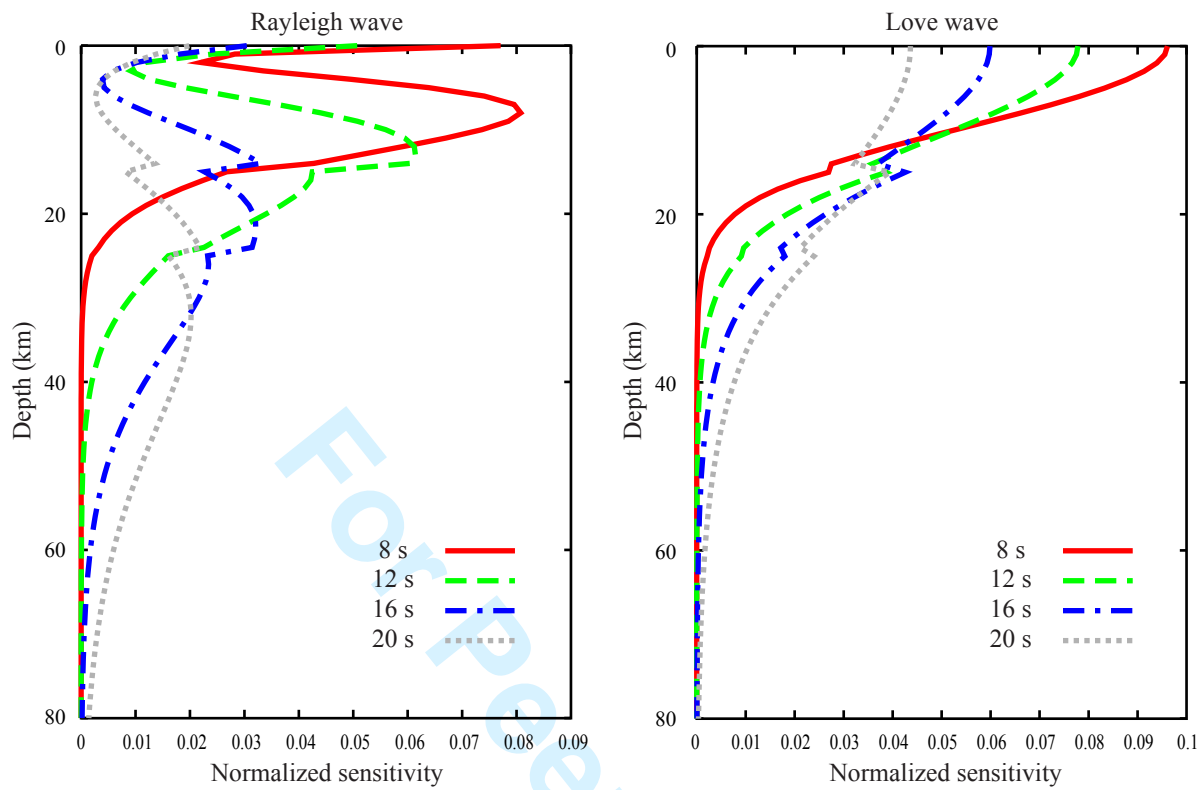 Rayleigh wave
0
20
40
60
80
Depth (km)
8 s
12 s
16 s
20 s
0 0.01 0.02 0.03 0.04 0.05 0.06 0.07 0.08 0.09
Normalized sensitivity
Love wave
0
20
40
60
80
Depth (km)
8 s
12 s
16 s
20 s
0 0.01 0.02 0.03 0.04 0.05 0.06 0.07 0.08 0.09 0.1
Normalized sensitivity
For Pee